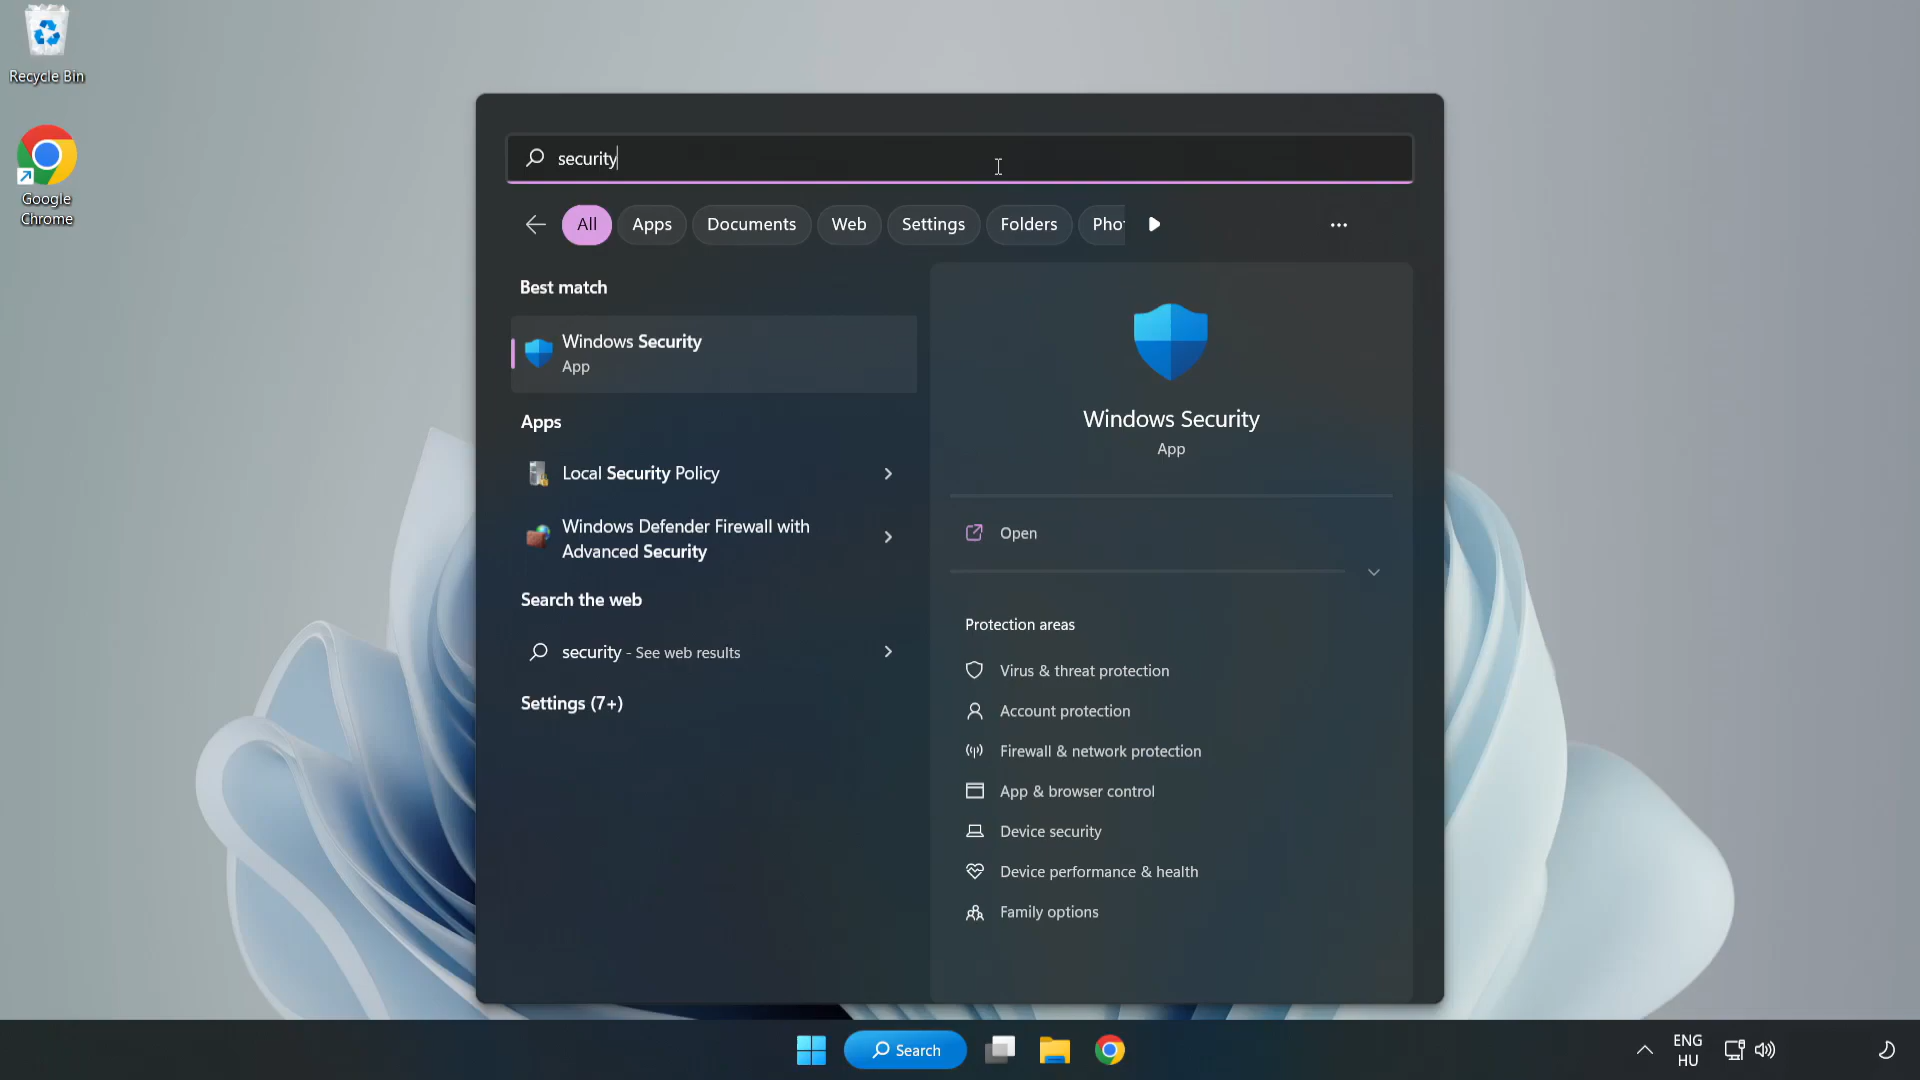 Recycle Bin
Google
Chrome
security
All
Apps
Documents
Web
Settings
Folders
Pho
Best match
Windows Security
App
Apps
Local Security Policy
Windows Defender Firewall with
Advanced Security
Search the web
security - See web results
Settings (7+)
Windows Security
App
Open
Protection areas
Virus & threat protection
Account protection
Firewall & network protection
App & browser control
Device security
Device performance & health
Family options
Search
ENG
HU